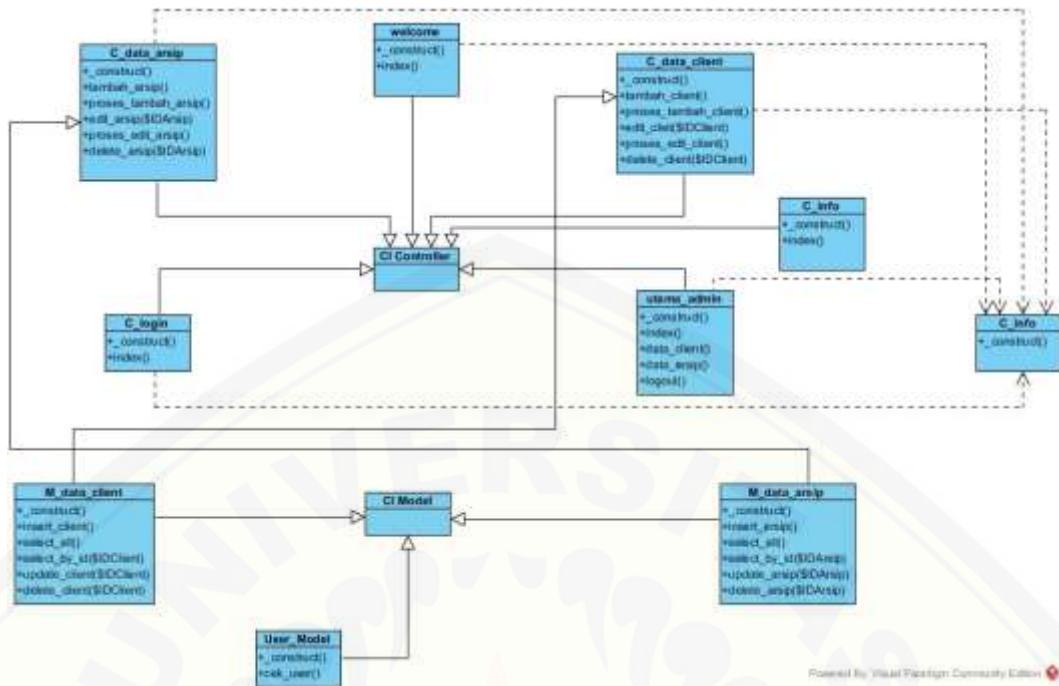 C_data_arsip
+_construct()
+tambah_arsip()
+proses_tambah_arsip()
+edit_arsip($IDArsip)
+proses_edit_arsip()
+delete_arsip($IDArsip)
welcome
+_construct()
+index()
C_data_client
+_construct()
+tambah_client()
+proses_tambah_client()
+edit_clint($IDClient)
+proses_edit_client()
+delete_client($IDClient)
C_info
+_construct()
+index()
CI Controller
C_login
+_construct()
+index()
utama_admin
+_construct()
+index()
+data_client()
+data_arsip()
+logout()
C_info
+_construct()
M_data_client
+_construct()
+insert_client()
+select_all()
+select_by_id($IDClient)
+update_client($IDClient)
+delete_client($IDClient)
CI Model
M_data_arsip
+_construct()
+insert_arsip()
+select_all()
+select_by_id($IDArsip)
+update_arsip($IDArsip)
+delete_arsip($IDArsip)
User_Model
+_construct()
+cek_user()
UNIVERSITAS
Powered By Visual Paradigm Community Edition